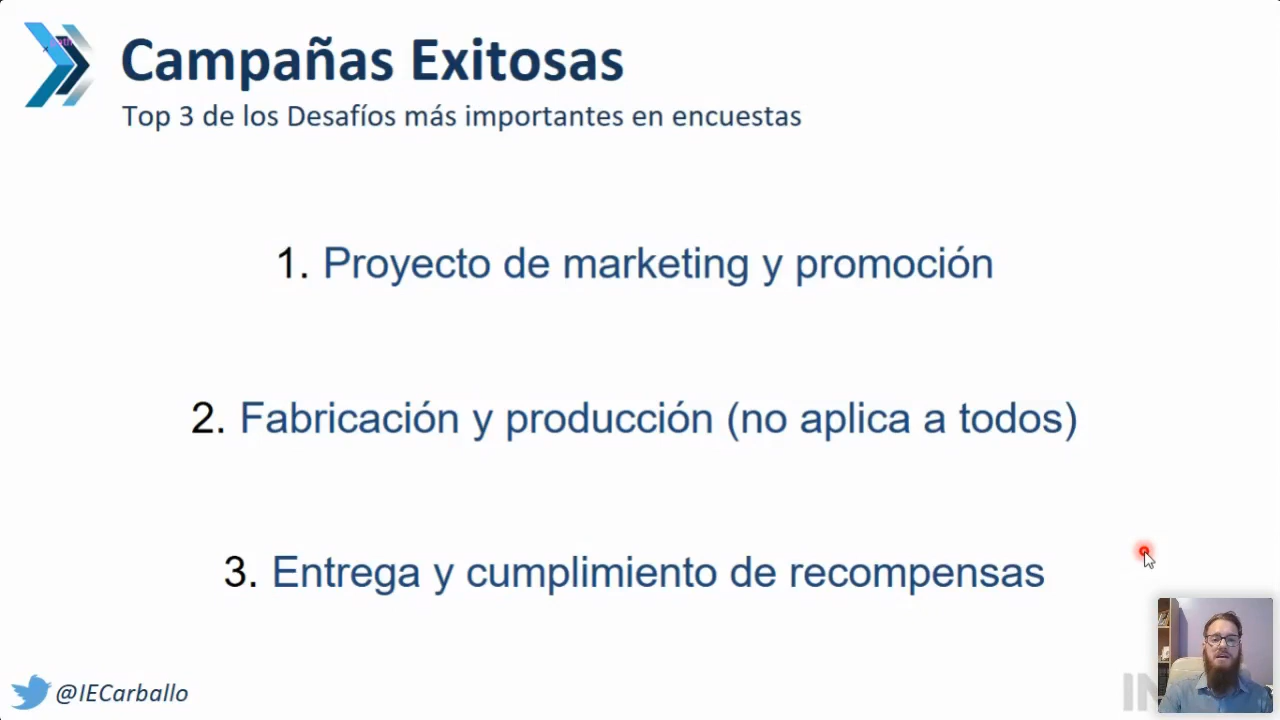 Campañas Exitosas
Top 3 de los Desafíos más importantes en encuestas
1. Proyecto de marketing y promoción
2. Fabricación y producción (no aplica a todos)
3. Entrega y cumplimiento de recompensas
@IECarballo